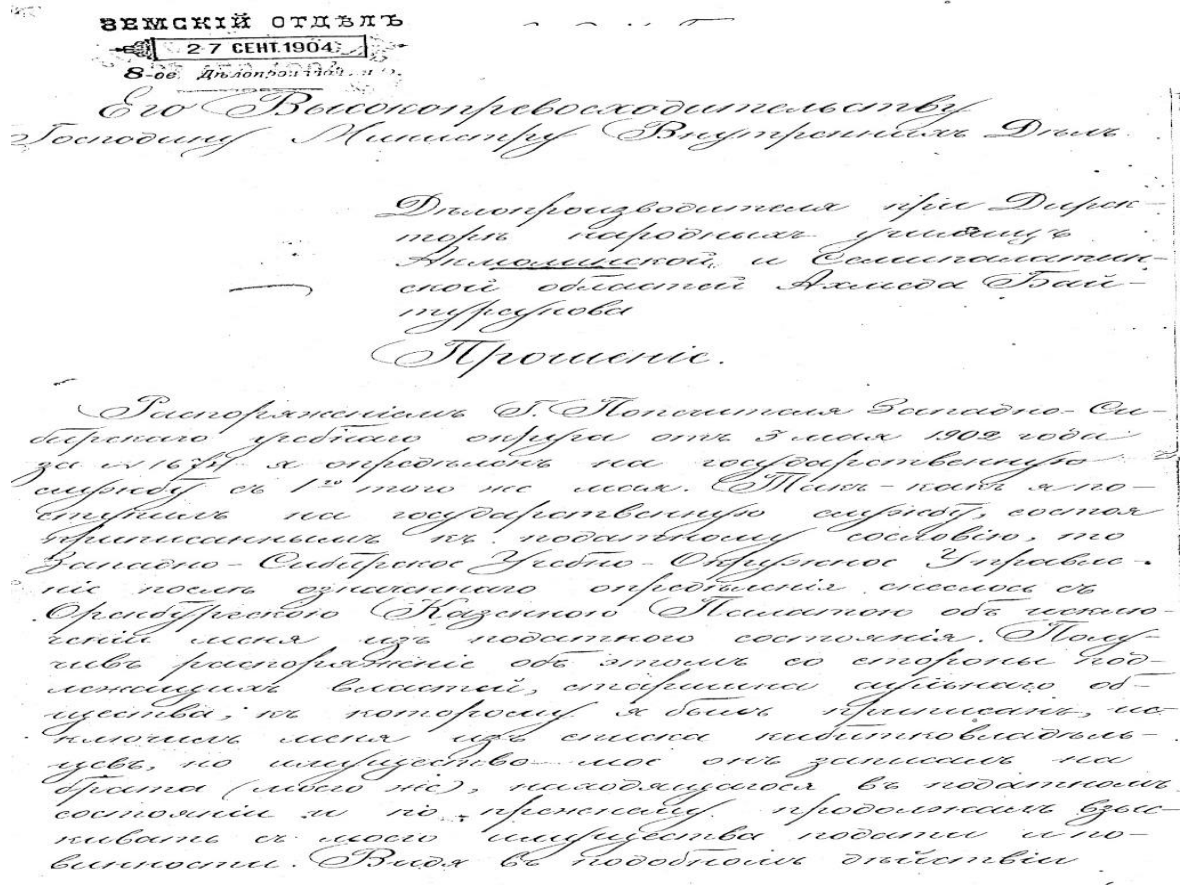 ЗЕМСКІЙ ОТДѢЛЪ
27 СЕНТ.1904
8-ое Дѣлопроизвод.
Его Высокопревосходительству
Господину Министру Внутреннихъ Дѣлъ
Дѣлопроизводителя при Дирек-
торѣ народныхъ училищъ
Акмолинской и Семипалатин-
ской областей Ахмеда Бай-
турсунова
Прошеніе.
Распоряженіемъ Г. Попечителя Западно-Си-
бирскаго учебнаго округа отъ 3 мая 1902 года
за № я опредѣленъ на государственную
службу съ 1го того же мая. Такъ-какъ я по-
ступилъ на государственную службу, состоя
приписаннымъ къ податному сословію, то
Западно-Сибирское Учебно-Окружное Управле-
ніе послѣ означеннаго опредѣленія снеслось съ
Оренбургскою Казенною Палатою объ исклю-
ченіи меня изъ податного состоянія. Полу-
чивъ распоряженіе объ этомъ со стороны под-
лежащихъ властей, старшина аульнаго об-
щества, къ которому я былъ приписанъ, ис-
ключилъ меня изъ списка кибитковладѣль-
цевъ, но имущество мое онъ записалъ на
брата (моего же), находящагося въ податномъ
состояніи и по прежнему продолжалъ взыс-
кивать съ моего имущества подати и по-
винности. Видя въ подобномъ дѣйствіи